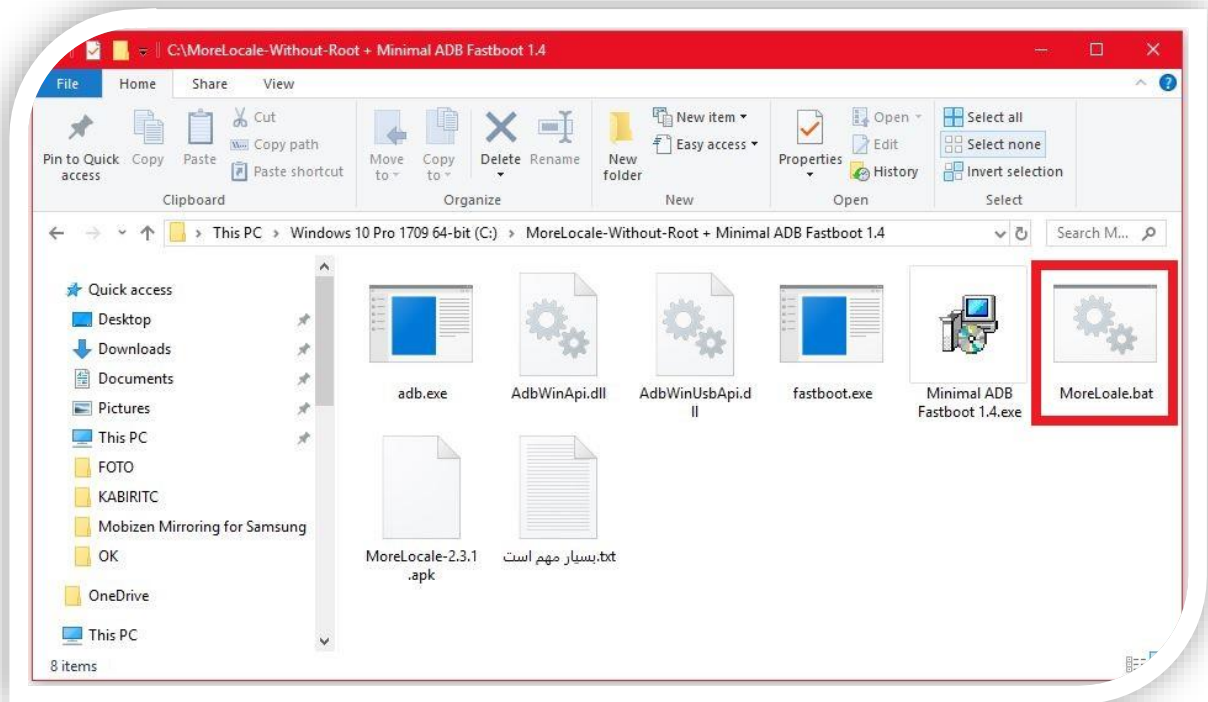 C:\MoreLocale-Without-Root + Minimal ADB Fastboot 1.4
File Home Share View
Pin to Quick access
Copy
Paste
Cut
Copy path
Paste shortcut
Clipboard
Move to
Copy to
Delete
Rename
Organize
New folder
New item
Easy access
New
Properties
Open
Edit
History
Open
Select all
Select none
Invert selection
Select
This PC > Windows 10 Pro 1709 64-bit (C:) > MoreLocale-Without-Root + Minimal ADB Fastboot 1.4
Search M...
Quick access
Desktop
Downloads
Documents
Pictures
This PC
FOTO
KABIRITC
Mobizen Mirroring for Samsung
OK
OneDrive
This PC
adb.exe
AdbWinApi.dll
AdbWinUsbApi.d
ll
fastboot.exe
Minimal ADB
Fastboot 1.4.exe
MoreLoale.bat
MoreLocale-2.3.1
.apk
بسیار مهم است.txt
8 items